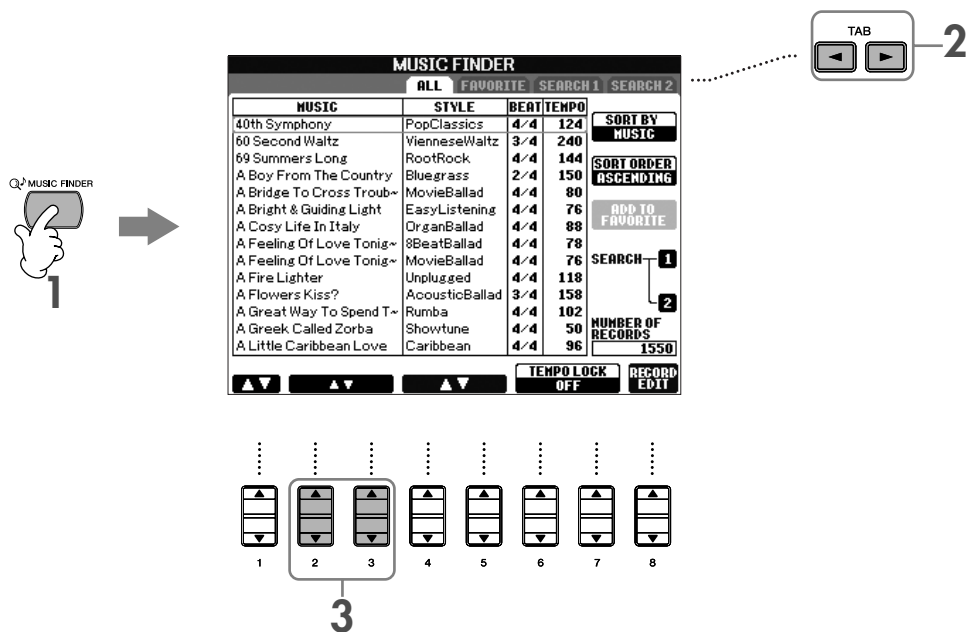 TAB
2
MUSIC FINDER
ALL FAVORITE SEARCH 1 SEARCH 2
MUSIC STYLE BEAT TEMPO
40th Symphony PopClassics 4/4 124
60 Second Waltz VienneseWaltz 3/4 240
69 Summers Long RootRock 4/4 144
A Boy From The Country Bluegrass 2/4 150
A Bridge To Cross Troub~ MovieBallad 4/4 80
A Bright & Guiding Light EasyListening 4/4 76
A Cosy Life In Italy OrganBallad 4/4 88
A Feeling Of Love Tonig~ 8BeatBallad 4/4 78
A Feeling Of Love Tonig~ MovieBallad 4/4 76
A Fire Lighter Unplugged 4/4 118
A Flowers Kiss? AcousticBallad 3/4 158
A Great Way To Spend T~ Rumba 4/4 102
A Greek Called Zorba Showtune 4/4 50
A Little Caribbean Love Caribbean 4/4 96
SORT BY
MUSIC
SORT ORDER
ASCENDING
ADD TO
FAVORITE
SEARCH 1
2
NUMBER OF
RECORDS
1550
TEMPO LOCK
OFF
RECORD
EDIT
MUSIC FINDER
1
1 2 3 4 5 6 7 8
3